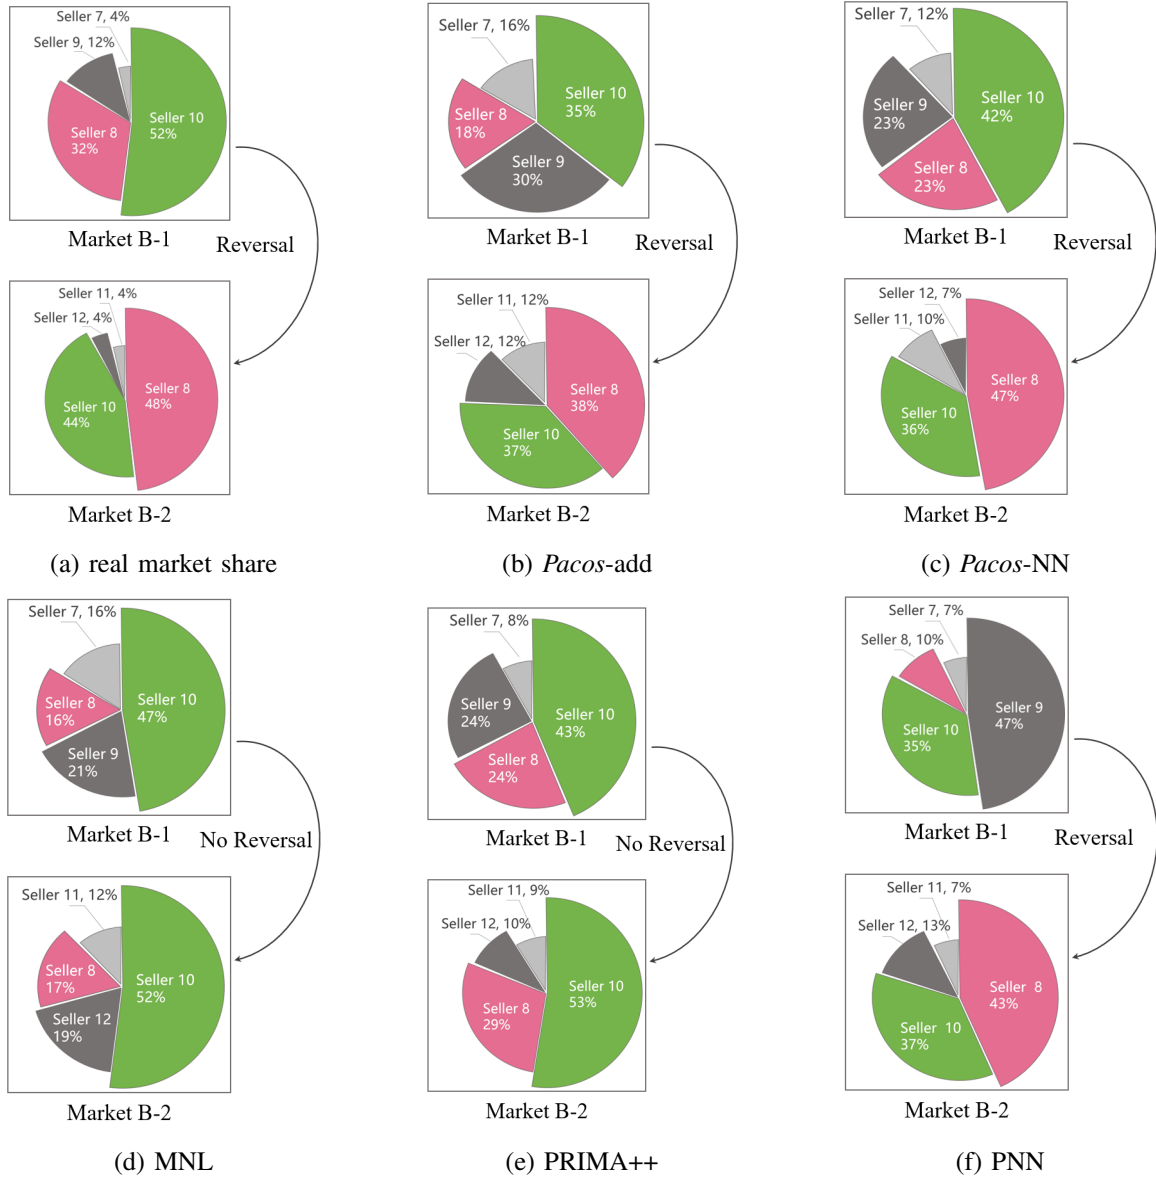 Seller 7, 4%
Seller 9, 12%
Seller 10
52%
Seller 8
32%
Market B-1
Reversal
Seller 11, 4%
Seller 12, 4%
Seller 8
48%
Seller 10
44%
Market B-2
(a) real market share
Seller 7, 16%
Seller 10
35%
Seller 8
18%
Seller 9
30%
Market B-1
Reversal
Seller 11, 12%
Seller 12, 12%
Seller 8
38%
Seller 10
37%
Market B-2
(b) Pacos-add
Seller 7, 12%
Seller 10
42%
Seller 9
23%
Seller 8
23%
Market B-1
Reversal
Seller 12, 7%
Seller 11, 10%
Seller 8
47%
Seller 10
36%
Market B-2
(c) Pacos-NN
Seller 7, 16%
Seller 10
47%
Seller 8
16%
Seller 9
21%
Market B-1
No Reversal
Seller 11, 12%
Seller 8
17%
Seller 10
52%
Seller 12
19%
Market B-2
(d) MNL
Seller 7, 8%
Seller 9
24%
Seller 10
43%
Seller 8
24%
Market B-1
No Reversal
Seller 11, 9%
Seller 12, 10%
Seller 10
53%
Seller 8
29%
Market B-2
(e) PRIMA++
Seller 7, 7%
Seller 8, 10%
Seller 9
47%
Seller 10
35%
Market B-1
Reversal
Seller 11, 7%
Seller 12, 13%
Seller 8
43%
Seller 10
37%
Market B-2
(f) PNN